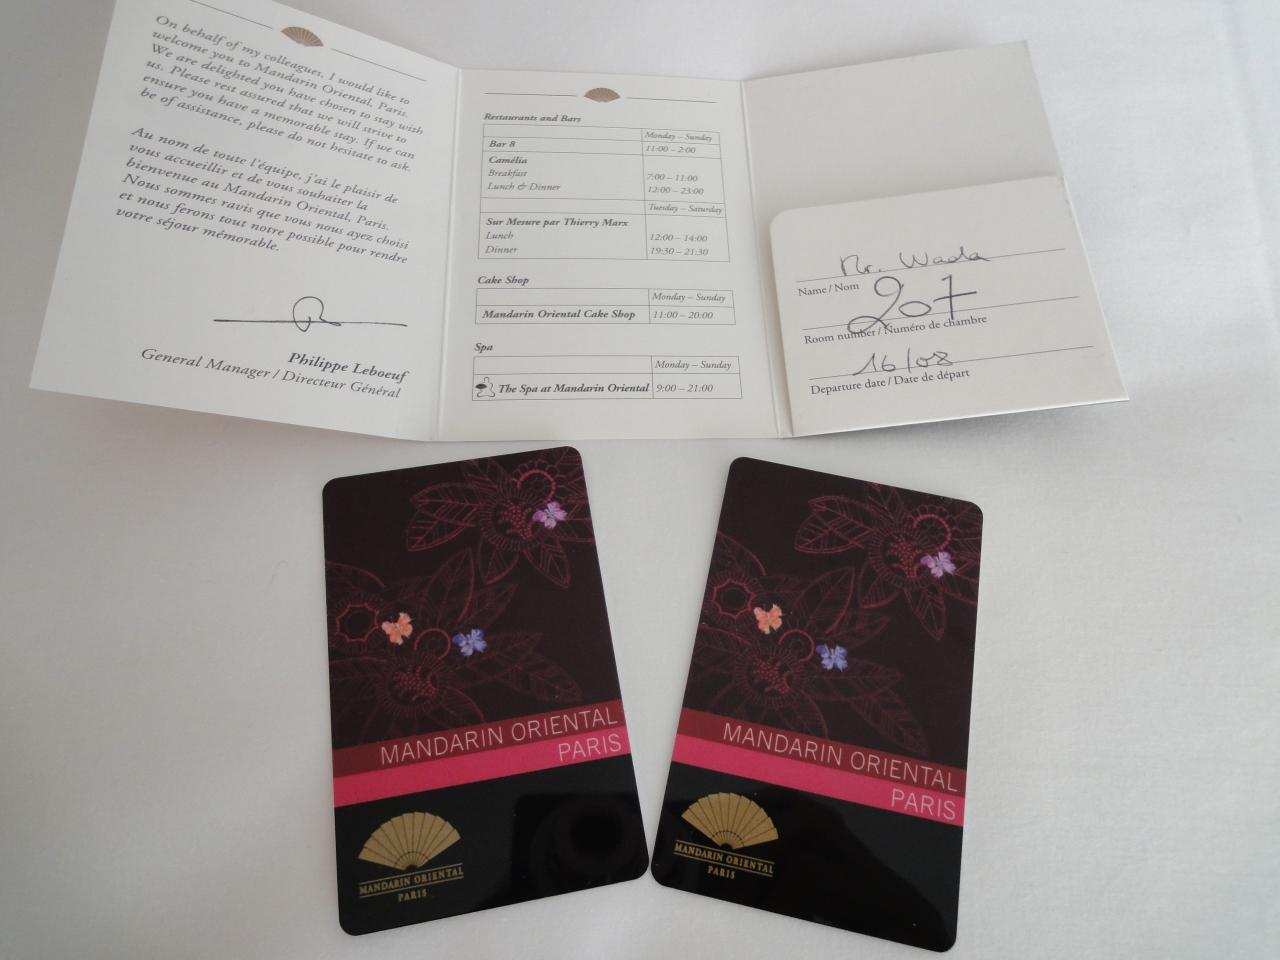 On behalf of my colleagues, I would like to
welcome you to Mandarin Oriental, Paris.
We are delighted you have chosen to stay with
us. Please rest assured that we will strive to
ensure you have a memorable stay. If we can
be of assistance, please do not hesitate to ask.
Au nom de toute l'équipe, j'ai le plaisir de
vous accueillir et de vous souhaiter la
bienvenue au Mandarin Oriental, Paris.
Nous sommes ravis que vous nous ayez choisi
et nous ferons tout notre possible pour rendre
votre séjour mémorable.
Philippe Leboeuf
General Manager / Directeur Général
Restaurants and Bars
Monday – Sunday
Bar 8 11:00 – 2:00
Camélia
Breakfast 7:00 – 11:00
Lunch & Dinner 12:00 – 23:00
Tuesday – Saturday
Sur Mesure par Thierry Marx
Lunch 12:00 – 14:00
Dinner 19:30 – 21:30
Cake Shop
Monday – Sunday
Mandarin Oriental Cake Shop 11:00 – 20:00
Spa
Monday – Sunday
The Spa at Mandarin Oriental 9:00 – 21:00
Mr. Wada
Name / Nom
207
Room number / Numéro de chambre
16/08
Departure date / Date de départ
MANDARIN ORIENTAL
PARIS
MANDARIN ORIENTAL
PARIS
MANDARIN ORIENTAL
PARIS
MANDARIN ORIENTAL
PARIS